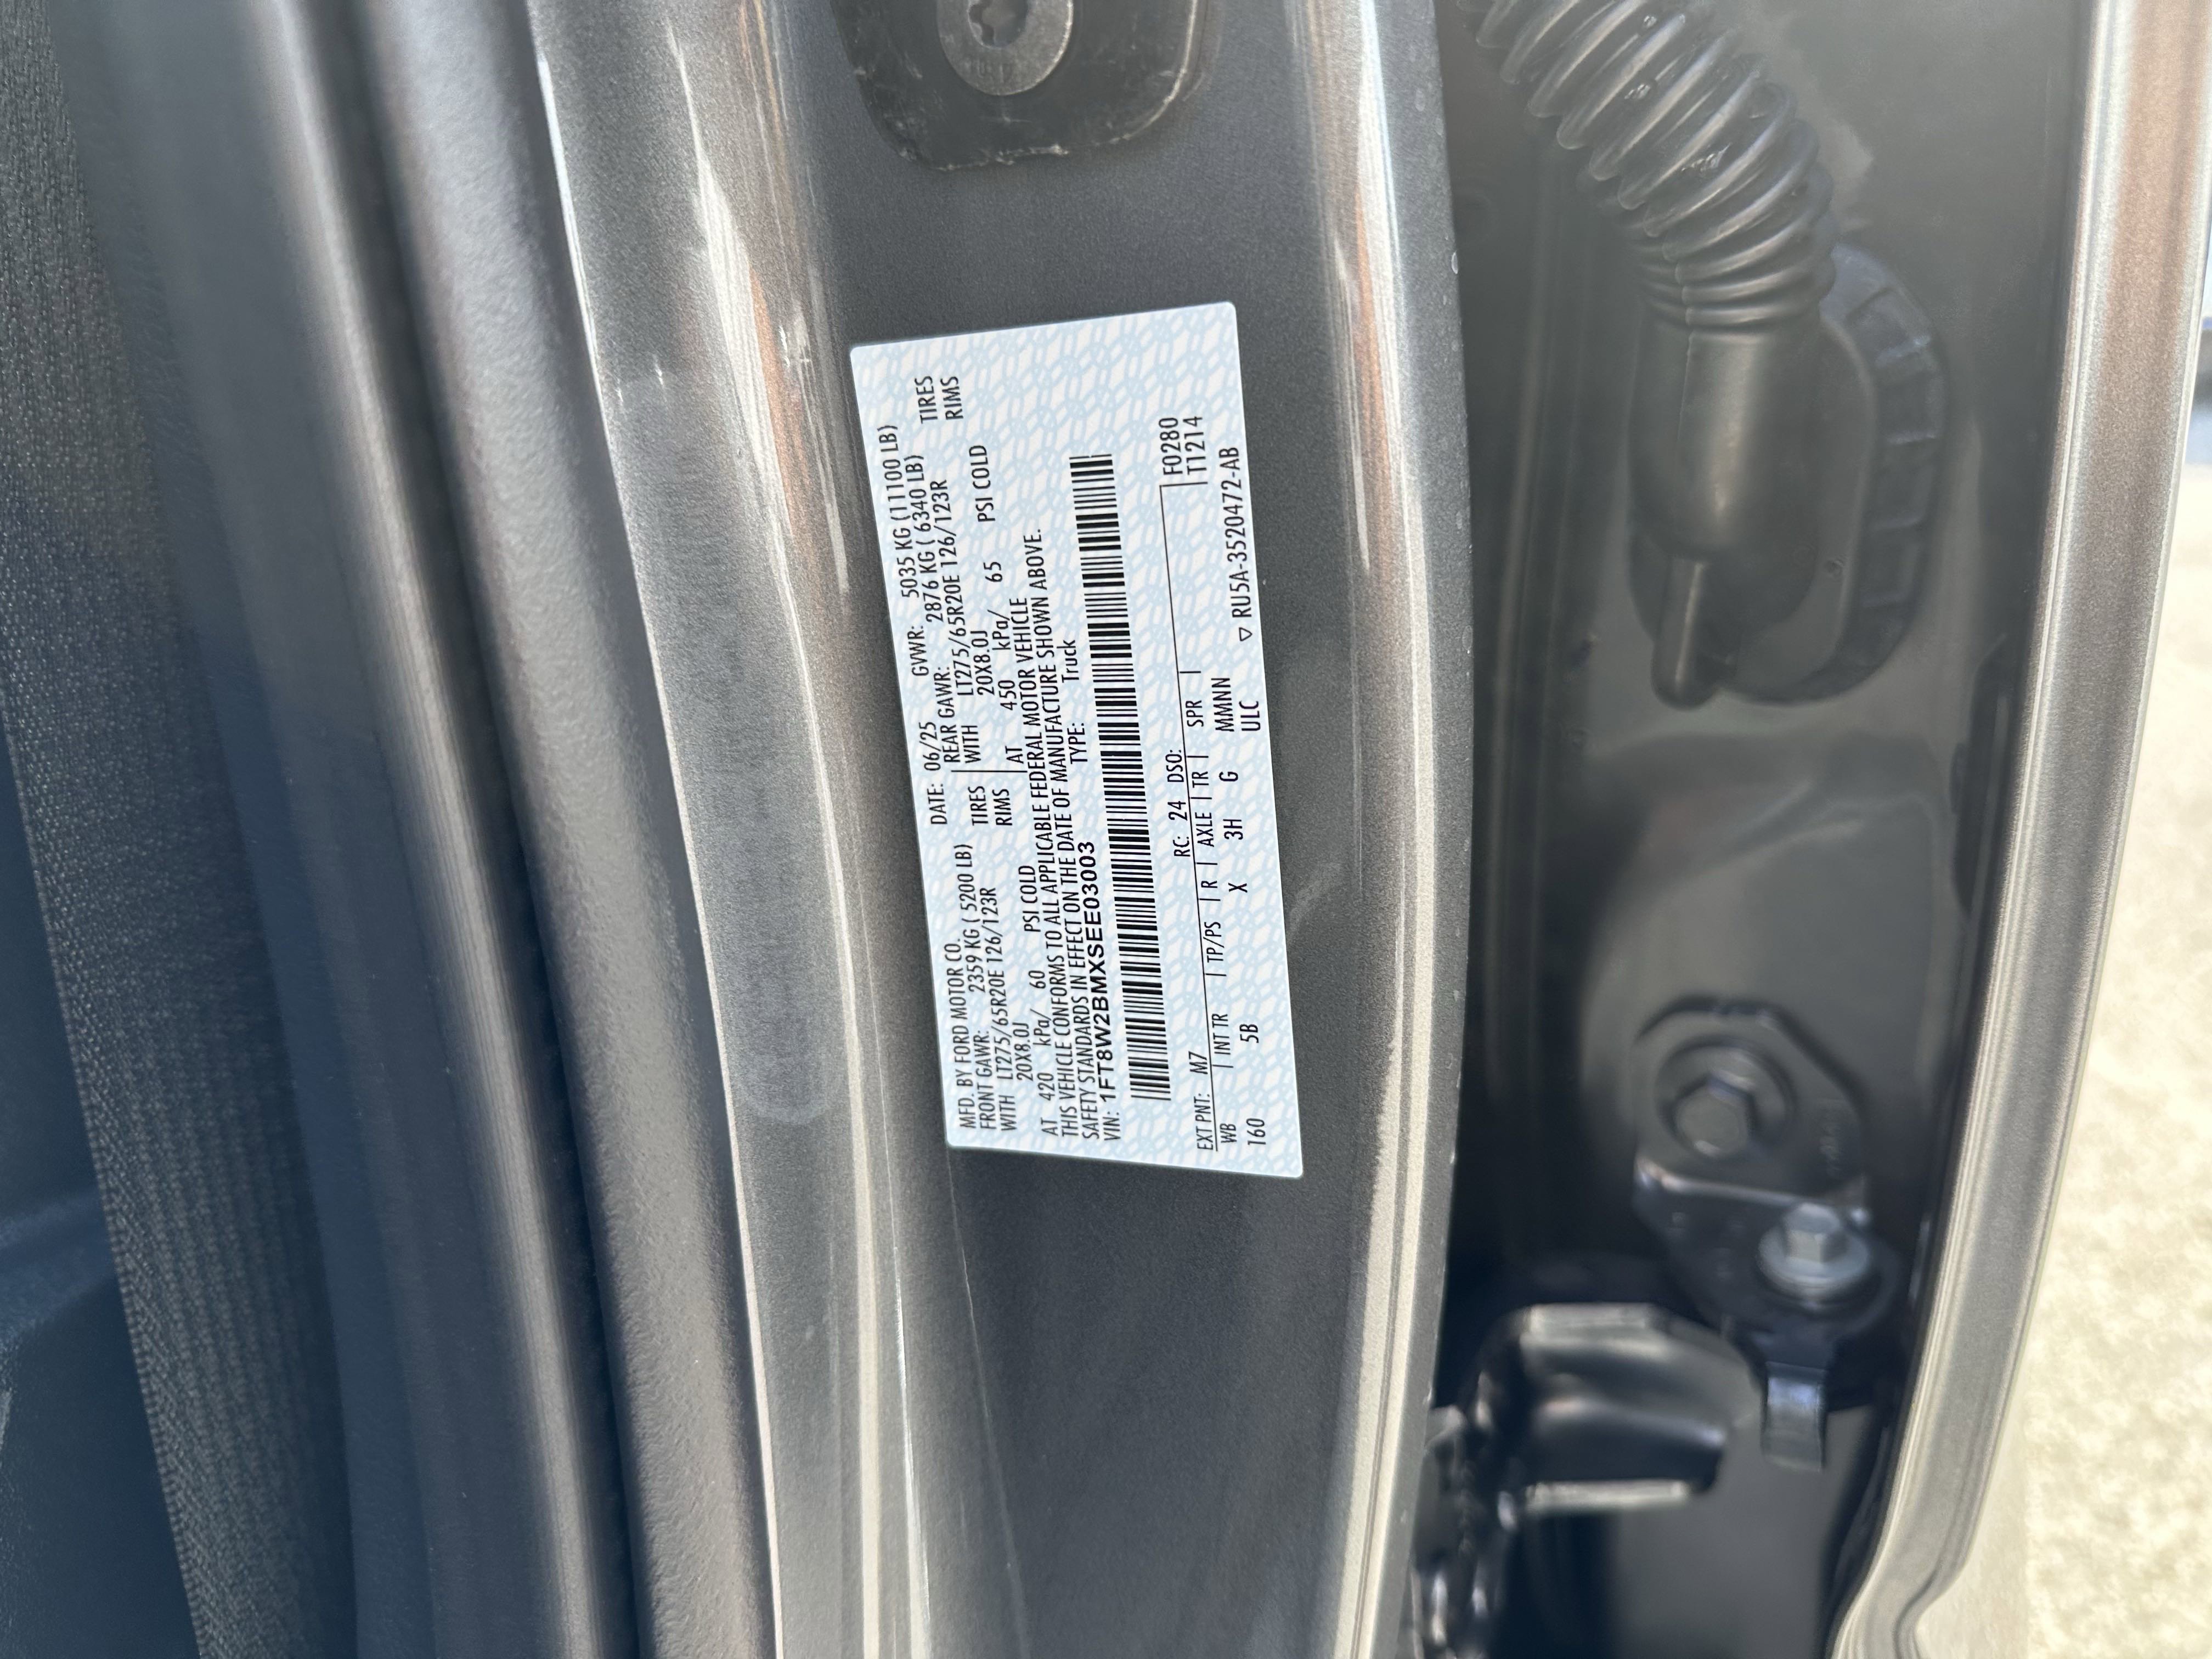 MFD. BY FORD MOTOR CO.
DATE: 06/25 GVWR: 5035 KG (11100 LB)
FRONT GAWR: 2359 KG ( 5200 LB)
REAR GAWR: 2876 KG ( 6340 LB)
WITH LT275/65R20E 126/123R TIRES
WITH LT275/65R20E 126/123R TIRES
20X8.0J RIMS
20X8.0J RIMS
AT 420 kPa/ 60 PSI COLD
AT 450 kPa/ 65 PSI COLD
THIS VEHICLE CONFORMS TO ALL APPLICABLE FEDERAL MOTOR VEHICLE
SAFETY STANDARDS IN EFFECT ON THE DATE OF MANUFACTURE SHOWN ABOVE.
VIN: 1FT8W2BMXSEE03003 TYPE: Truck
F0280
EXT PNT: M7 RC: 24 DSO: T1214
WB | INT TR | TP/PS | R | AXLE | TR | SPR |
160 5B X 3H G MMNN
ULC ▽ RU5A-3520472-AB